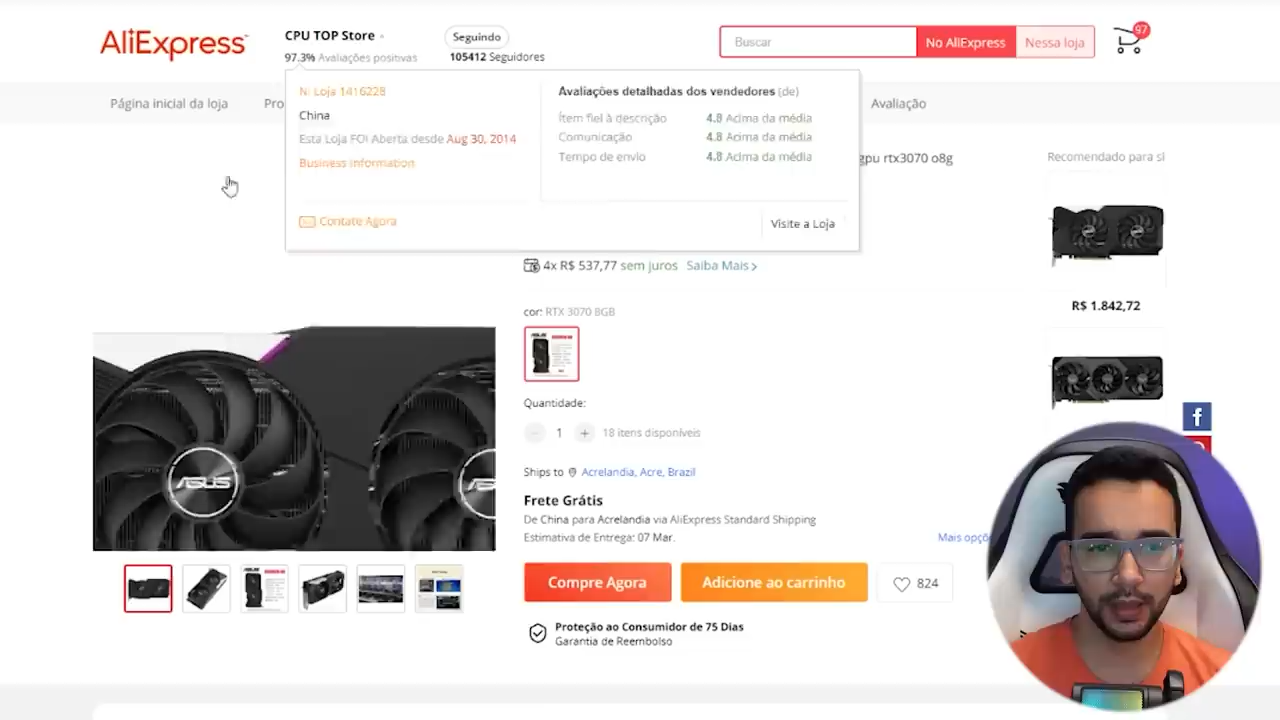 AliExpress
CPU TOP Store
97.3% Avaliações positivas
Seguindo
105412 Seguidores
Buscar
No AliExpress
Nessa loja
97
Página inicial da loja
Pro
Avaliação
Nº Loja 1416228
China
Esta Loja FOI Aberta desde Aug 30, 2014
Business Information
Contate Agora
Avaliações detalhadas dos vendedores (de)
Ítem fiel à descrição 4.8 Acima da média
Comunicação 4.8 Acima da média
Tempo de envio 4.8 Acima da média
Visite a Loja
gpu rtx3070 o8g
4x R$ 537,77 sem juros Saiba Mais
cor: RTX 3070 8GB
Quantidade:
1
18 itens disponíveis
Ships to Acrelandia, Acre, Brazil
Frete Grátis
De China para Acrelandia via AliExpress Standard Shipping
Estimativa de Entrega: 07 Mar.
Mais opçõ
Compre Agora
Adicione ao carrinho
824
Proteção ao Consumidor de 75 Dias
Garantia de Reembolso
Recomendado para si
R$ 1.842,72
f
ASUS